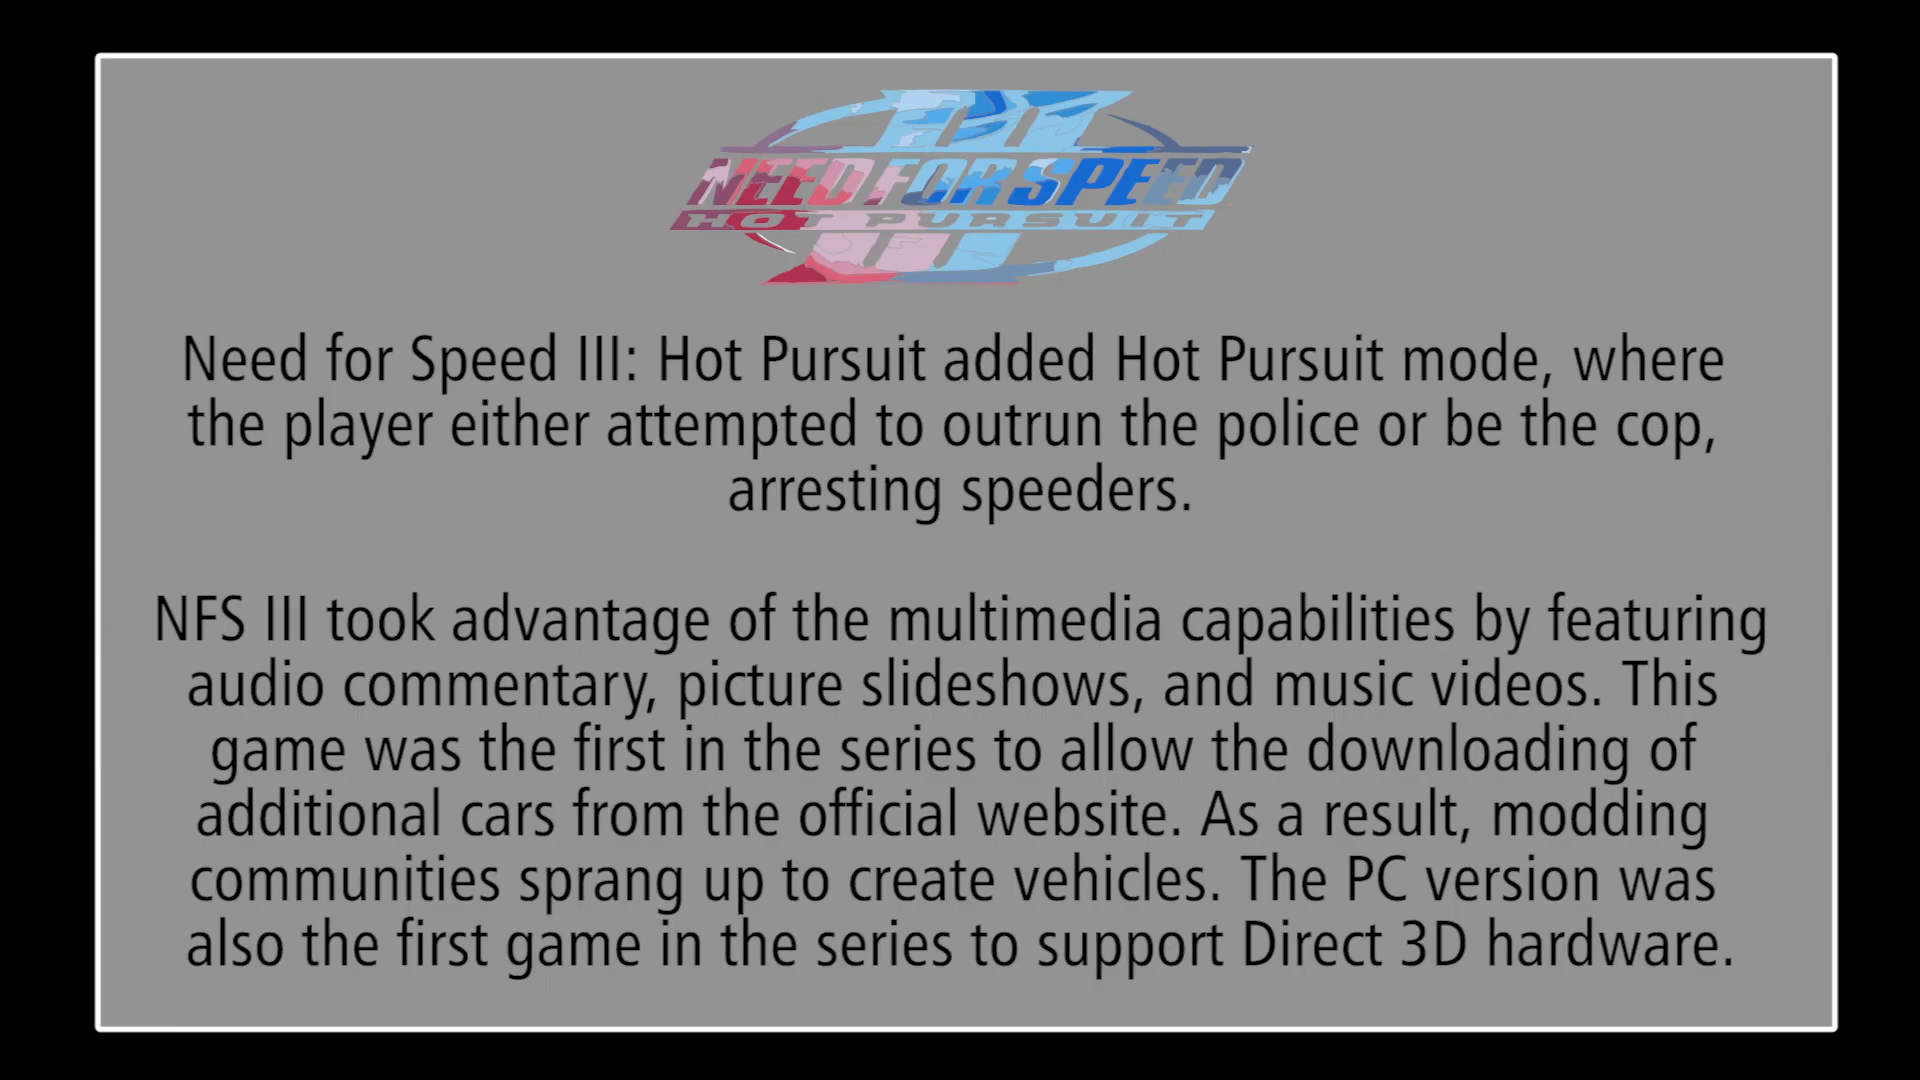 III
NEED FOR SPEED
HOT PURSUIT
Need for Speed III: Hot Pursuit added Hot Pursuit mode, where
the player either attempted to outrun the police or be the cop,
arresting speeders.
NFS III took advantage of the multimedia capabilities by featuring
audio commentary, picture slideshows, and music videos. This
game was the first in the series to allow the downloading of
additional cars from the official website. As a result, modding
communities sprang up to create vehicles. The PC version was
also the first game in the series to support Direct 3D hardware.